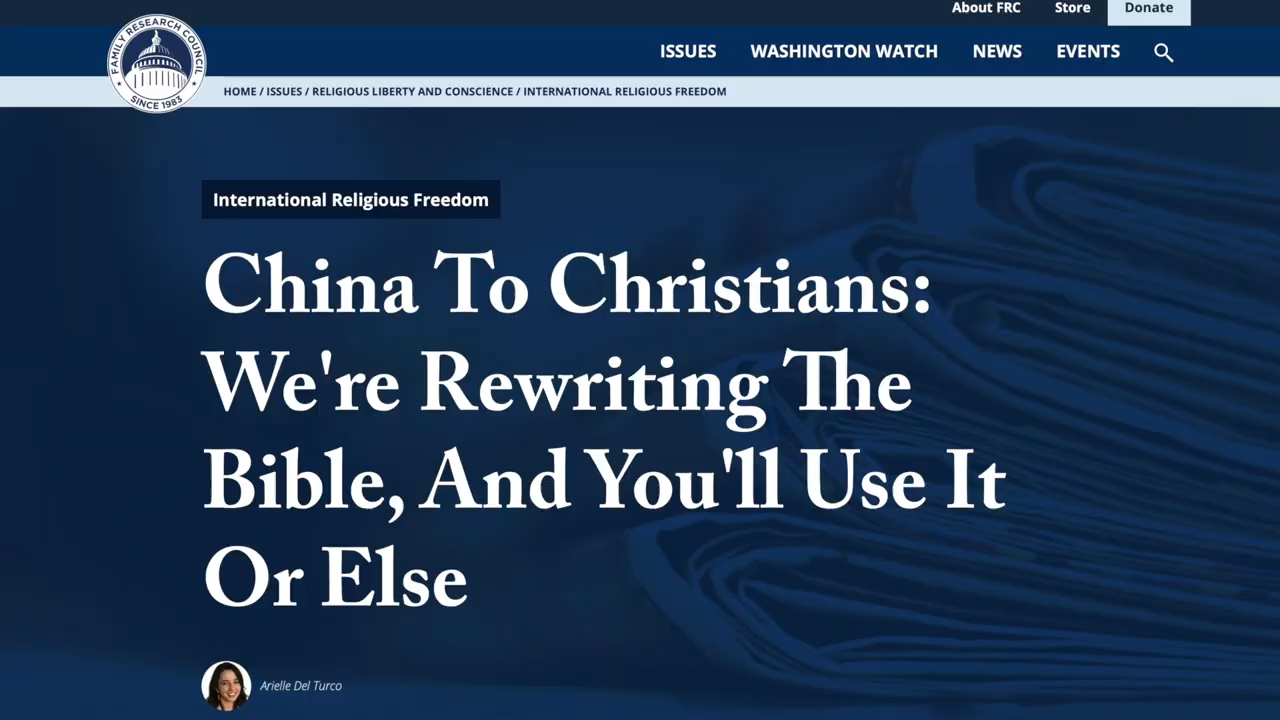 About FRC Store Donate
FAMILY RESEARCH COUNCIL
SINCE 1983
ISSUES WASHINGTON WATCH NEWS EVENTS
HOME / ISSUES / RELIGIOUS LIBERTY AND CONSCIENCE / INTERNATIONAL RELIGIOUS FREEDOM
International Religious Freedom
China To Christians:
We're Rewriting The
Bible, And You'll Use It
Or Else
Arielle Del Turco